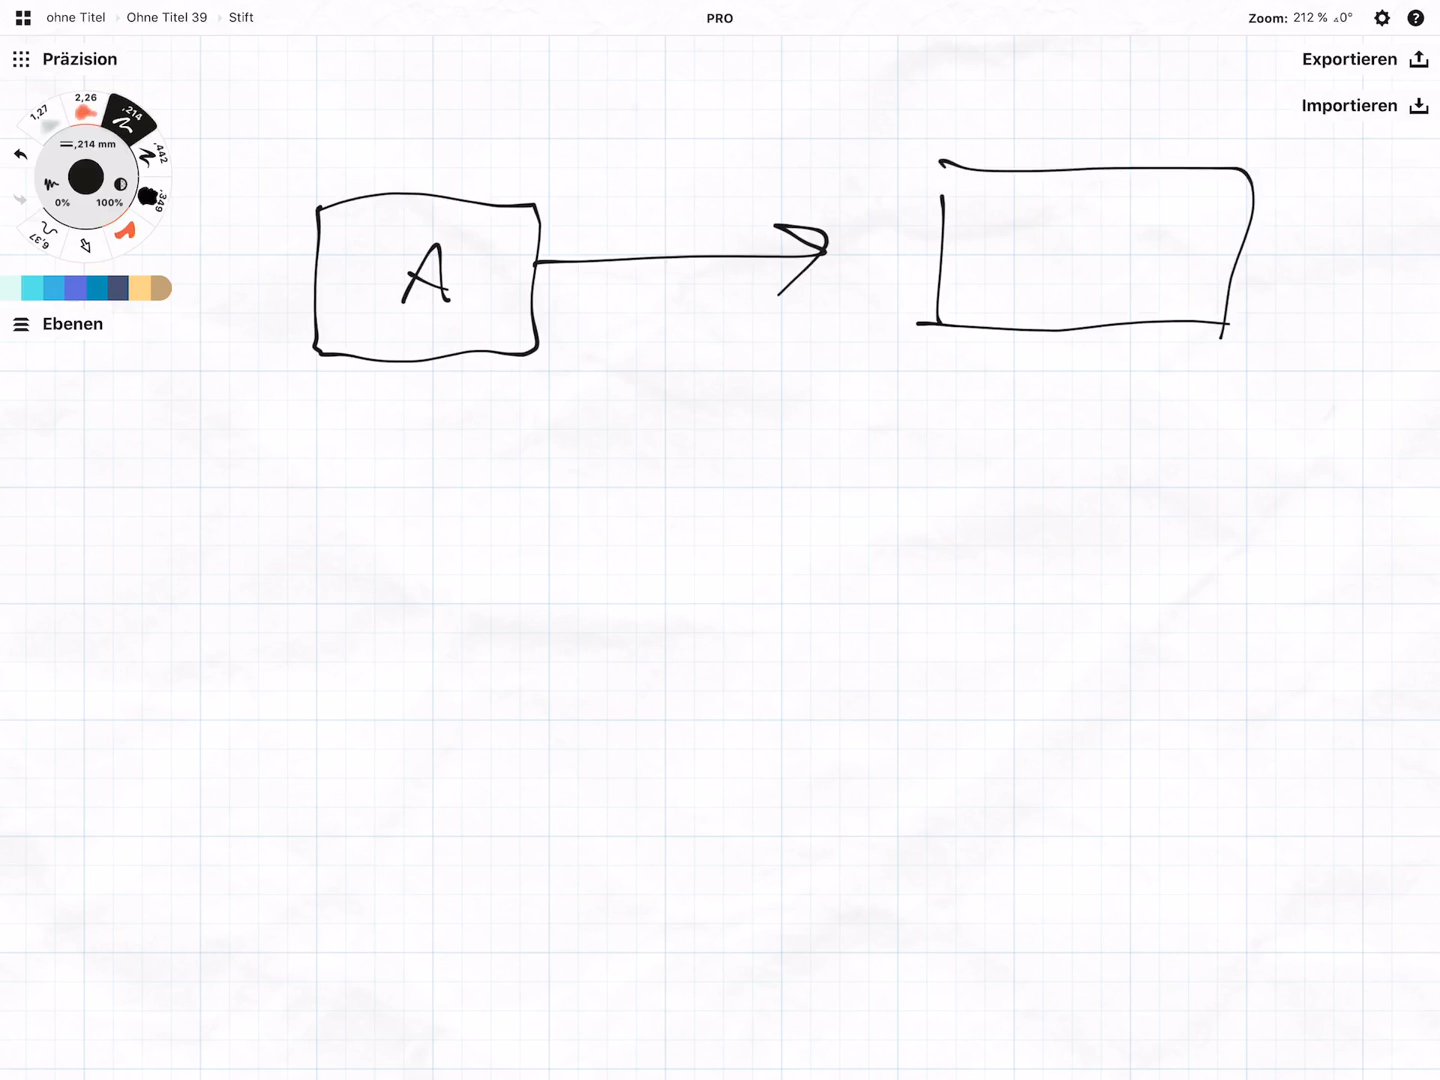 ohne Titel › Ohne Titel 39 › Stift
PRO
Zoom: 212 % ⊿0°
Präzision
Exportieren
Importieren
1,27
2,26
,214
,442
,349
6,37
,214 mm
0%
100%
Ebenen
A